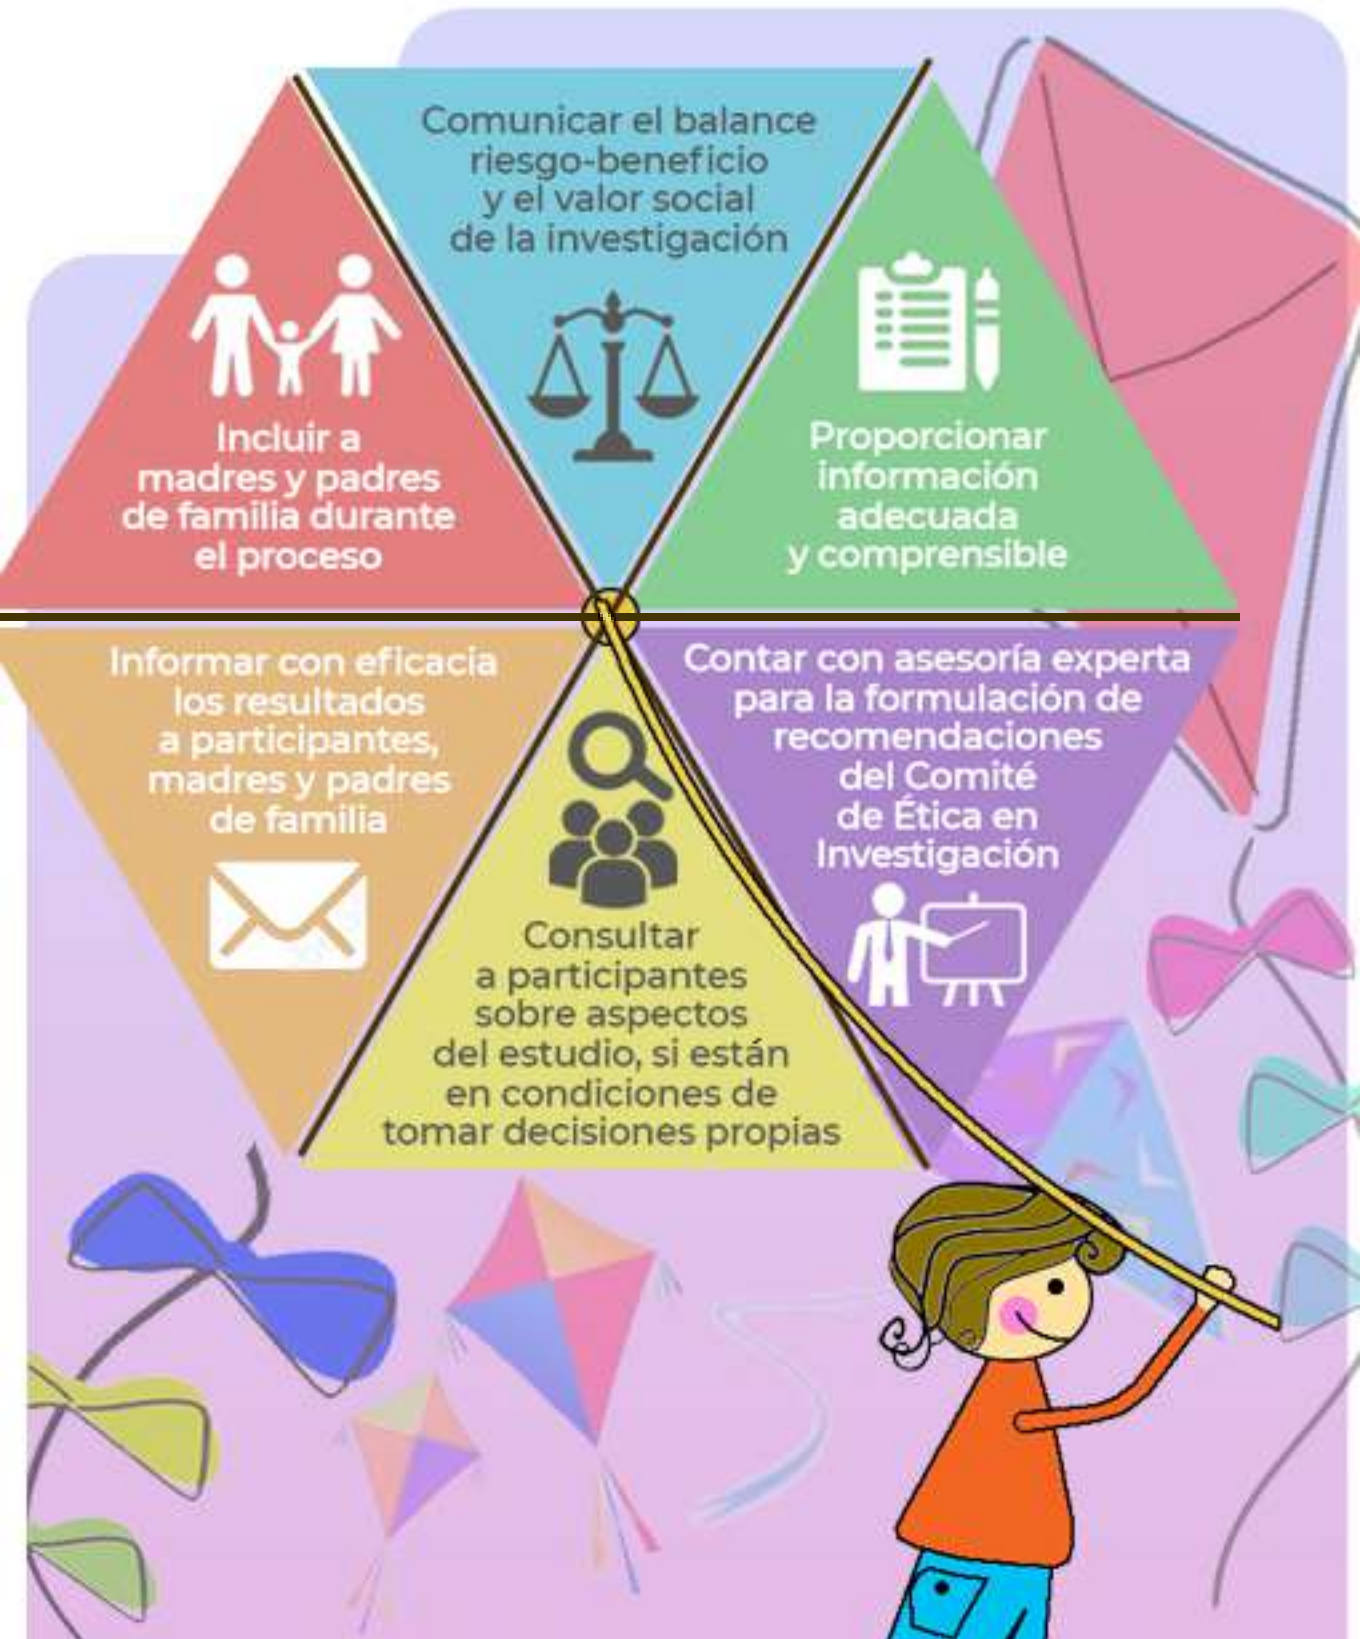 Comunicar el balance
riesgo-beneficio
y el valor social
de la investigación
Incluir a
madres y padres
de familia durante
el proceso
Proporcionar
información
adecuada
y comprensible
Informar con eficacia
los resultados
a participantes,
madres y padres
de familia
Contar con asesoría experta
para la formulación de
recomendaciones
del Comité
de Ética en
Investigación
Consultar
a participantes
sobre aspectos
del estudio, si están
en condiciones de
tomar decisiones propias